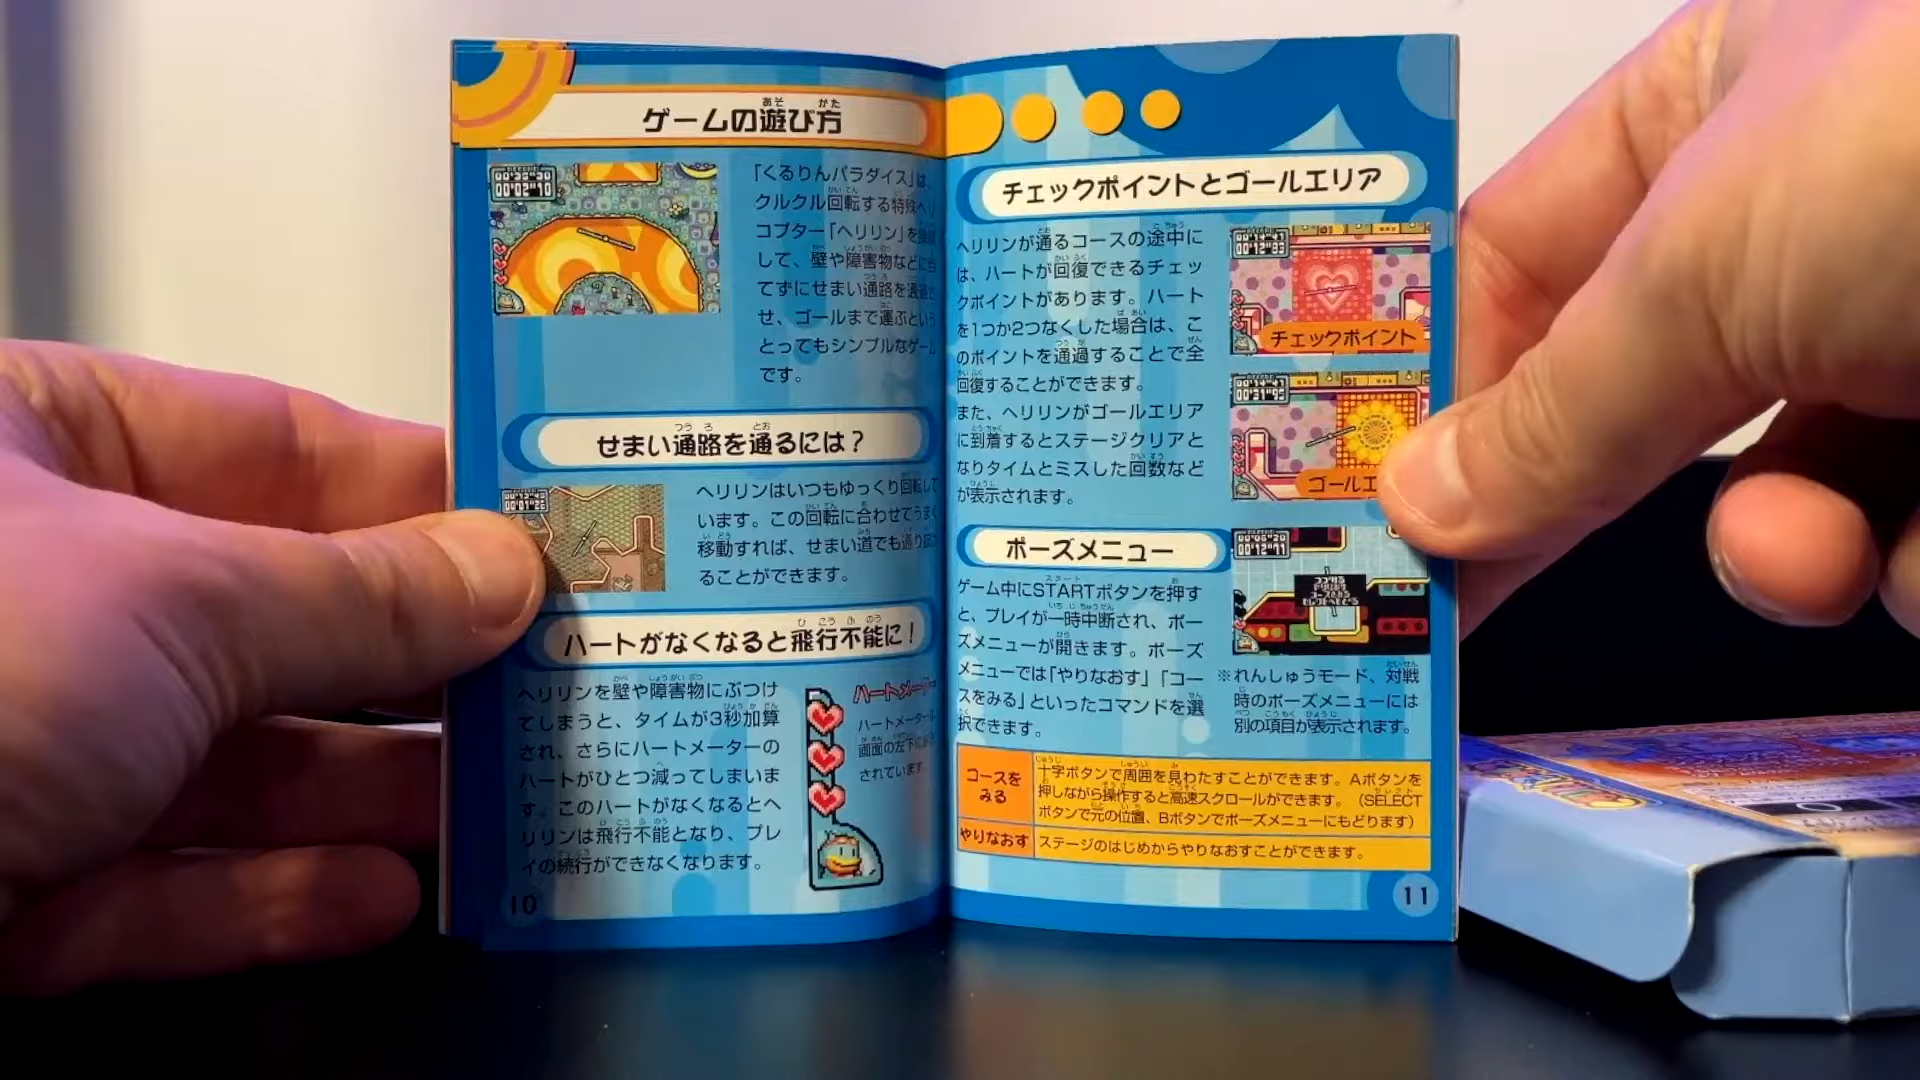 ゲームの遊び方
「くるりんパラダイス」は、
クルクル回転する特殊ヘリ
コプター「ヘリリン」を
して、壁や障害物などに
てずにせまい通路を通過さ
せ、ゴールまで運ぶという
とってもシンプルなゲーム
です。
せまい通路を通るには？
ヘリリンはいつもゆっくり回転して
います。この回転に合わせてうまく
移動すれば、せまい道でも通り
ることができます。
ハートがなくなると飛行不能に！
ヘリリンを壁や障害物にぶつけ
てしまうと、タイムが3秒加算
され、さらにハートメーターの
ハートがひとつ減ってしまいま
す。このハートがなくなるとヘ
リリンは飛行不能となり、プレ
イの続行ができなくなります。
ハートメーター
ハートメーターは、
画面の左下に
されています
10
チェックポイントとゴールエリア
ヘリリンが通るコースの途中に
は、ハートが回復できるチェッ
クポイントがあります。ハート
を1つか2つなくした場合は、こ
のポイントを通過することで全
回復することができます。
また、ヘリリンがゴールエリア
に到着するとステージクリアと
なりタイムとミスした回数など
が表示されます。
チェックポイント
ゴールエ
ポーズメニュー
ゲーム中にSTARTボタンを押す
と、プレイが一時中断され、ポー
ズメニューが開きます。ポーズ
メニューでは「やりなおす」「コー
スをみる」といったコマンドを選
択できます。
※れんしゅうモード、対戦
時のポーズメニューには
別の項目が表示されます。
コースを
みる
十字ボタンで周囲を見わたすことができます。Aボタンを
押しながら操作すると高速スクロールができます。（SELECT
ボタンで元の位置、Bボタンでポーズメニューにもどります）
やりなおす
ステージのはじめからやりなおすことができます。
11